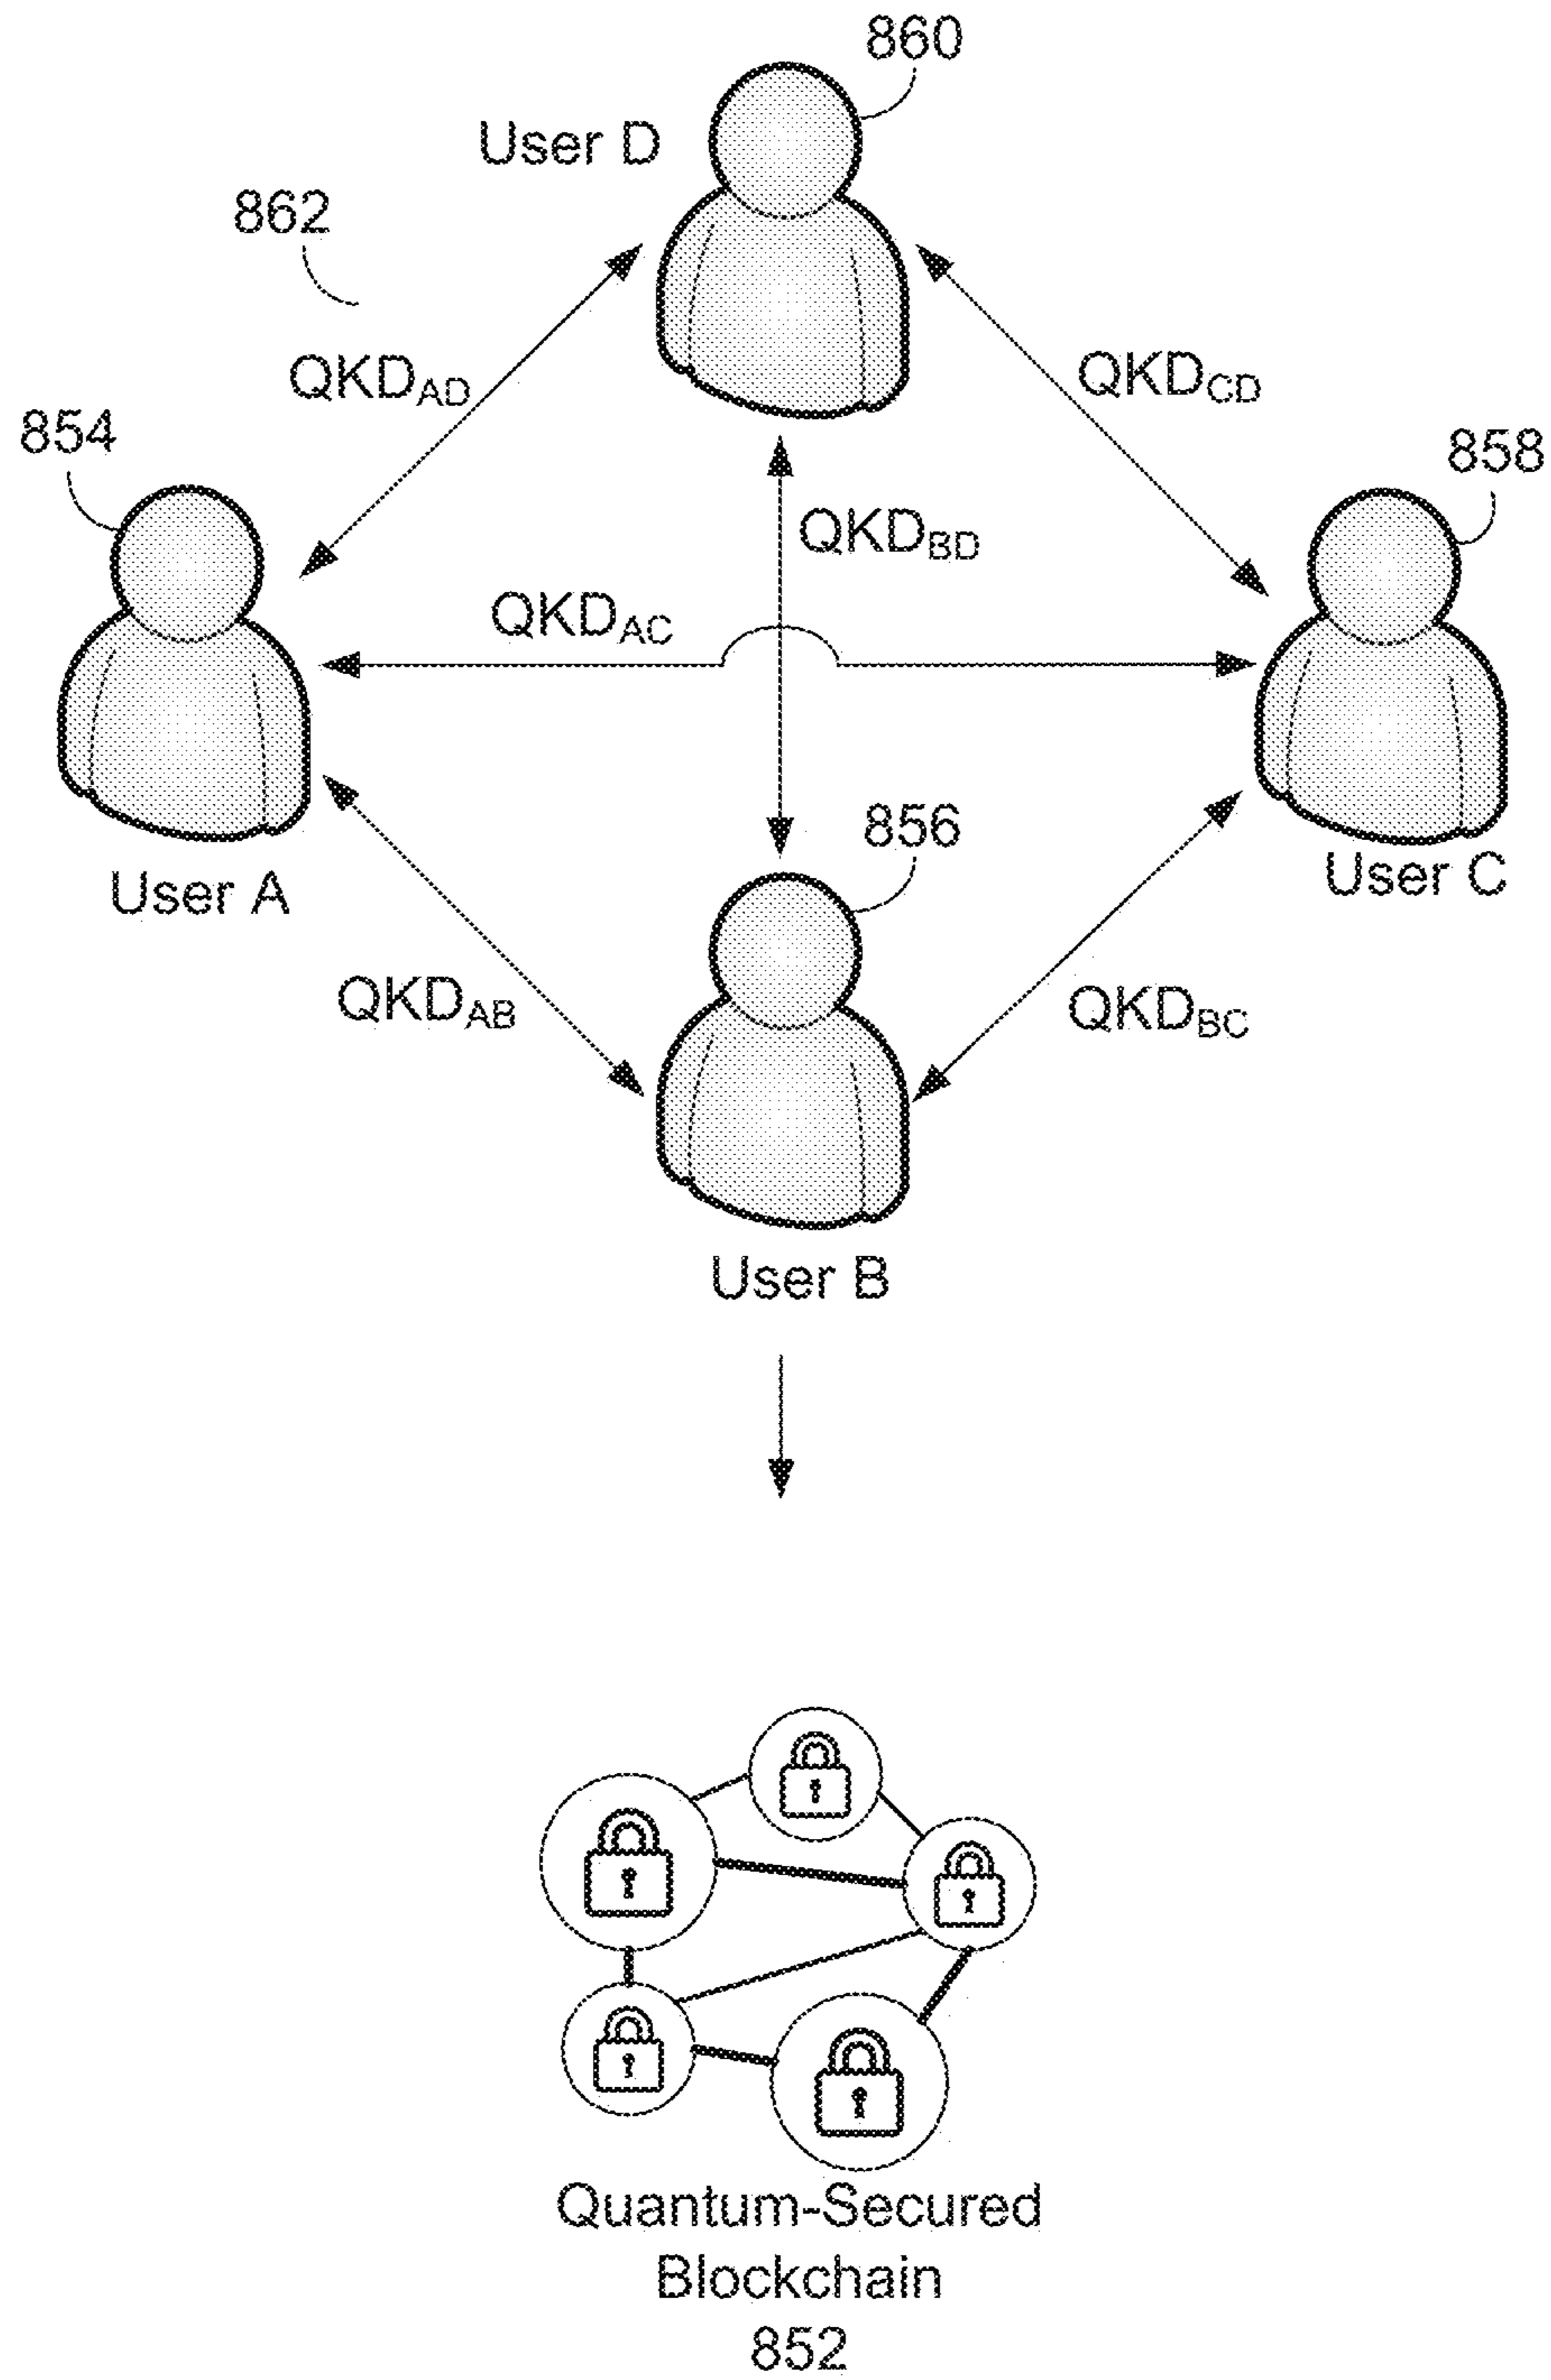 860
User D
862
QKDAD
QKDCD
854
858
QKDBD
QKDAC
856
User A
User C
QKDAB
QKDBC
User B
Quantum-Secured
Blockchain
852